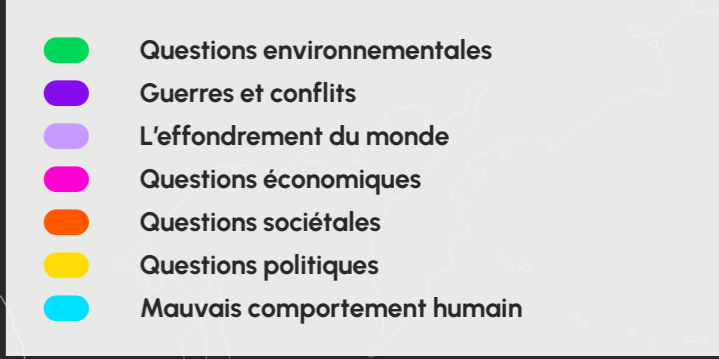 Questions environnementales
Guerres et conflits
L'effondrement du monde
Questions économiques
Questions sociétales
Questions politiques
Mauvais comportement humain